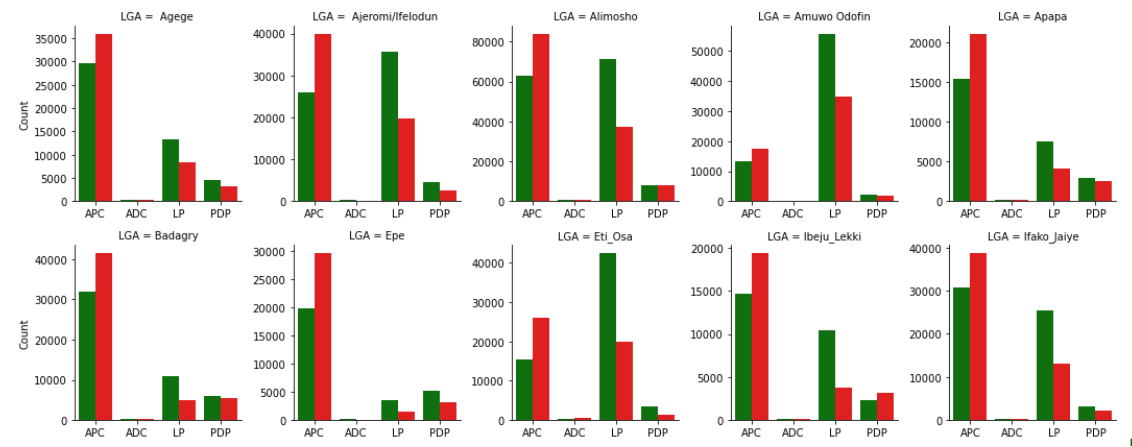 LGA = Agege
35000
30000
25000
20000
15000
10000
5000
0
Count
APC ADC LP PDP
LGA = Ajeromi/Ifelodun
40000
30000
20000
10000
0
APC ADC LP PDP
LGA = Alimosho
80000
60000
40000
20000
0
APC ADC LP PDP
LGA = Amuwo Odofin
50000
40000
30000
20000
10000
0
APC ADC LP PDP
LGA = Apapa
20000
15000
10000
5000
0
APC ADC LP PDP
LGA = Badagry
40000
30000
20000
10000
0
Count
APC ADC LP PDP
LGA = Epe
30000
25000
20000
15000
10000
5000
0
APC ADC LP PDP
LGA = Eti_Osa
40000
30000
20000
10000
0
APC ADC LP PDP
LGA = Ibeju_Lekki
20000
15000
10000
5000
0
APC ADC LP PDP
LGA = Ifako_Jaiye
40000
30000
20000
10000
0
APC ADC LP PDP